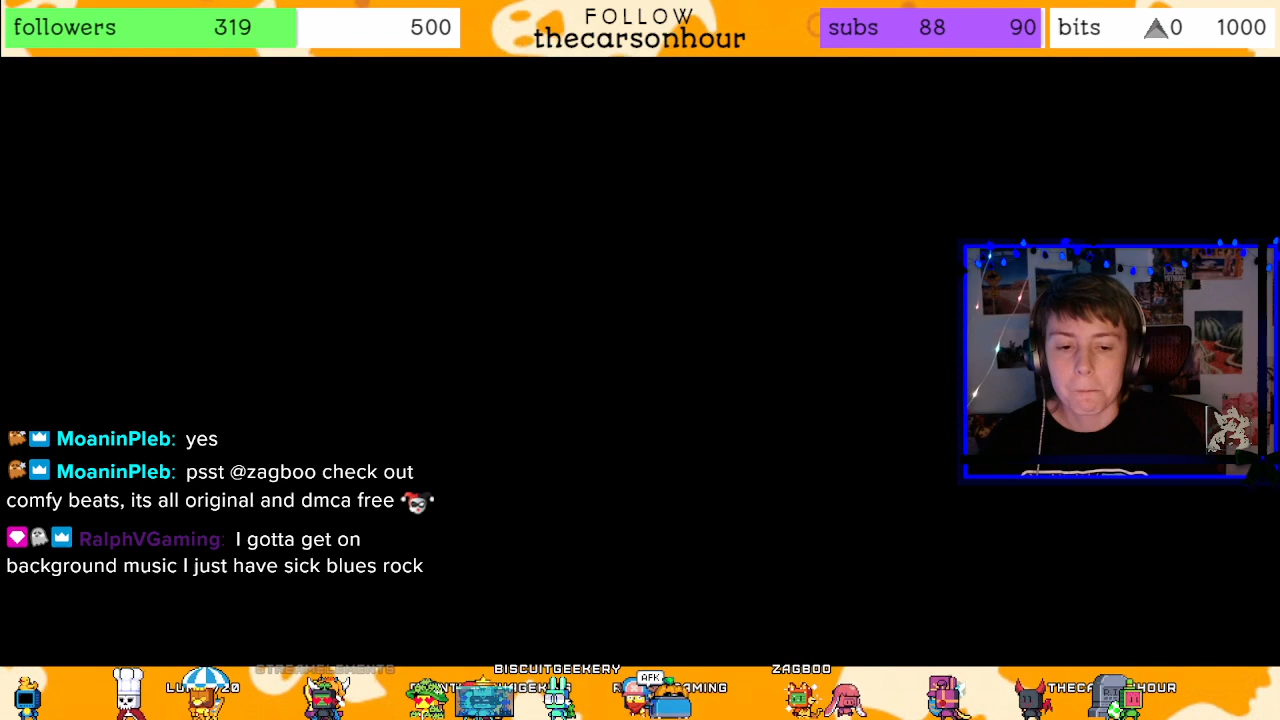 followers 319 500
FOLLOW
thecarsonhour
subs 88 90
bits 0 1000
MoaninPleb: yes
MoaninPleb: psst @zagboo check out
comfy beats, its all original and dmca free
RalphVGaming: I gotta get on
background music I just have sick blues rock
STREAMELEMENTS
BISCUITGEEKERY
ZAGBOO
AFK